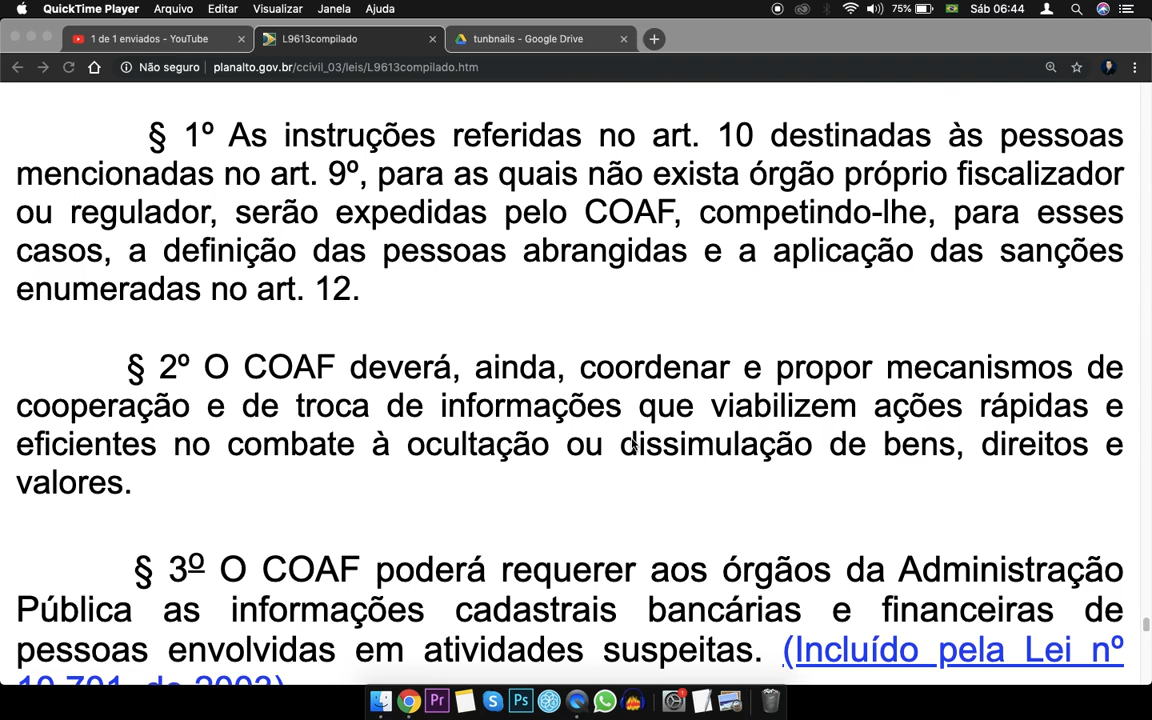 QuickTime Player Arquivo Editar Visualizar Janela Ajuda 75% Sáb 06:44
1 de 1 enviados - YouTube L9613compilado tunbnails - Google Drive
Não seguro planalto.gov.br/ccivil_03/leis/L9613compilado.htm
§ 1º As instruções referidas no art. 10 destinadas às pessoas
mencionadas no art. 9º, para as quais não exista órgão próprio fiscalizador
ou regulador, serão expedidas pelo COAF, competindo-lhe, para esses
casos, a definição das pessoas abrangidas e a aplicação das sanções
enumeradas no art. 12.
§ 2º O COAF deverá, ainda, coordenar e propor mecanismos de
cooperação e de troca de informações que viabilizem ações rápidas e
eficientes no combate à ocultação ou dissimulação de bens, direitos e
valores.
§ 3º O COAF poderá requerer aos órgãos da Administração
Pública as informações cadastrais bancárias e financeiras de
pessoas envolvidas em atividades suspeitas. (Incluído pela Lei nº
10.701, de 2003)
Pr Ps